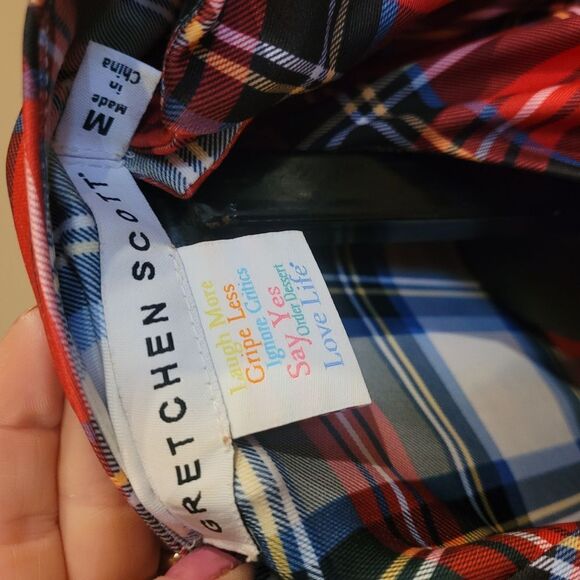 M
Made
in
China
GRETCHEN SCOTT
Laugh More
Gripe Less
Ignore Critics
Say Yes
Order Dessert
Love Life